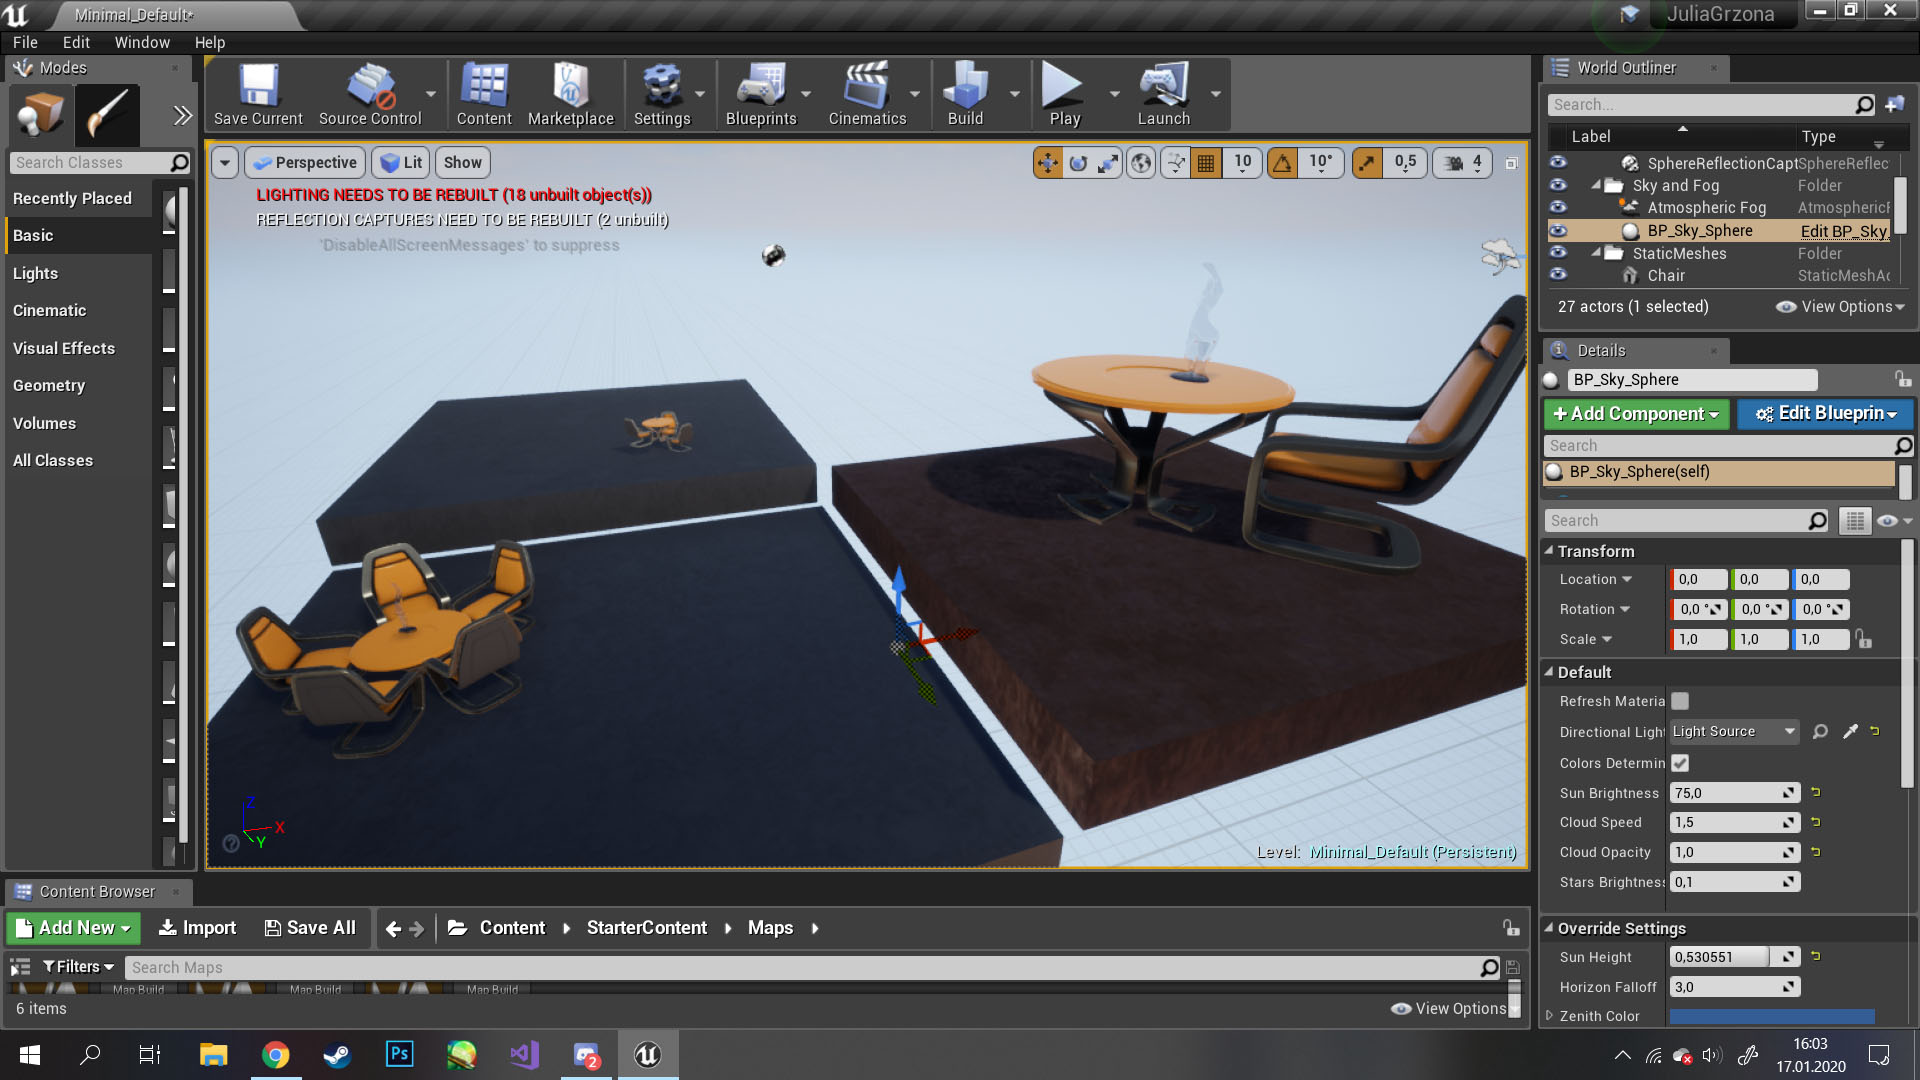 Minimal_Default*
JuliaGrzona
File Edit Window Help
Modes
Search Classes
Recently Placed
Basic
Lights
Cinematic
Visual Effects
Geometry
Volumes
All Classes
Save Current
Source Control
Content
Marketplace
Settings
Blueprints
Cinematics
Build
Play
Launch
Perspective
Lit
Show
10
10°
0,5
4
LIGHTING NEEDS TO BE REBUILT (18 unbuilt object(s))
REFLECTION CAPTURES NEED TO BE REBUILT (2 unbuilt)
'DisableAllScreenMessages' to suppress
Z
X
Y
Level: Minimal_Default (Persistent)
World Outliner
Search...
Label Type
SphereReflectionCapt SphereReflec
Sky and Fog Folder
Atmospheric Fog AtmosphericF
BP_Sky_Sphere Edit BP_Sky_
StaticMeshes Folder
Chair StaticMeshAc
27 actors (1 selected)
View Options
Details
BP_Sky_Sphere
+Add Component
Edit Blueprin
Search
BP_Sky_Sphere(self)
Search
Transform
Location 0,0 0,0 0,0
Rotation 0,0 ° 0,0 ° 0,0 °
Scale 1,0 1,0 1,0
Default
Refresh Materia
Directional Light Light Source
Colors Determin
Sun Brightness 75,0
Cloud Speed 1,5
Cloud Opacity 1,0
Stars Brightness 0,1
Override Settings
Sun Height 0,530551
Horizon Falloff 3,0
Zenith Color
Content Browser
Add New
Import
Save All
Content
StarterContent
Maps
Filters
Search Maps
Map Build
Map Build
Map Build
6 items
View Options
Ps
2
16:03
17.01.2020